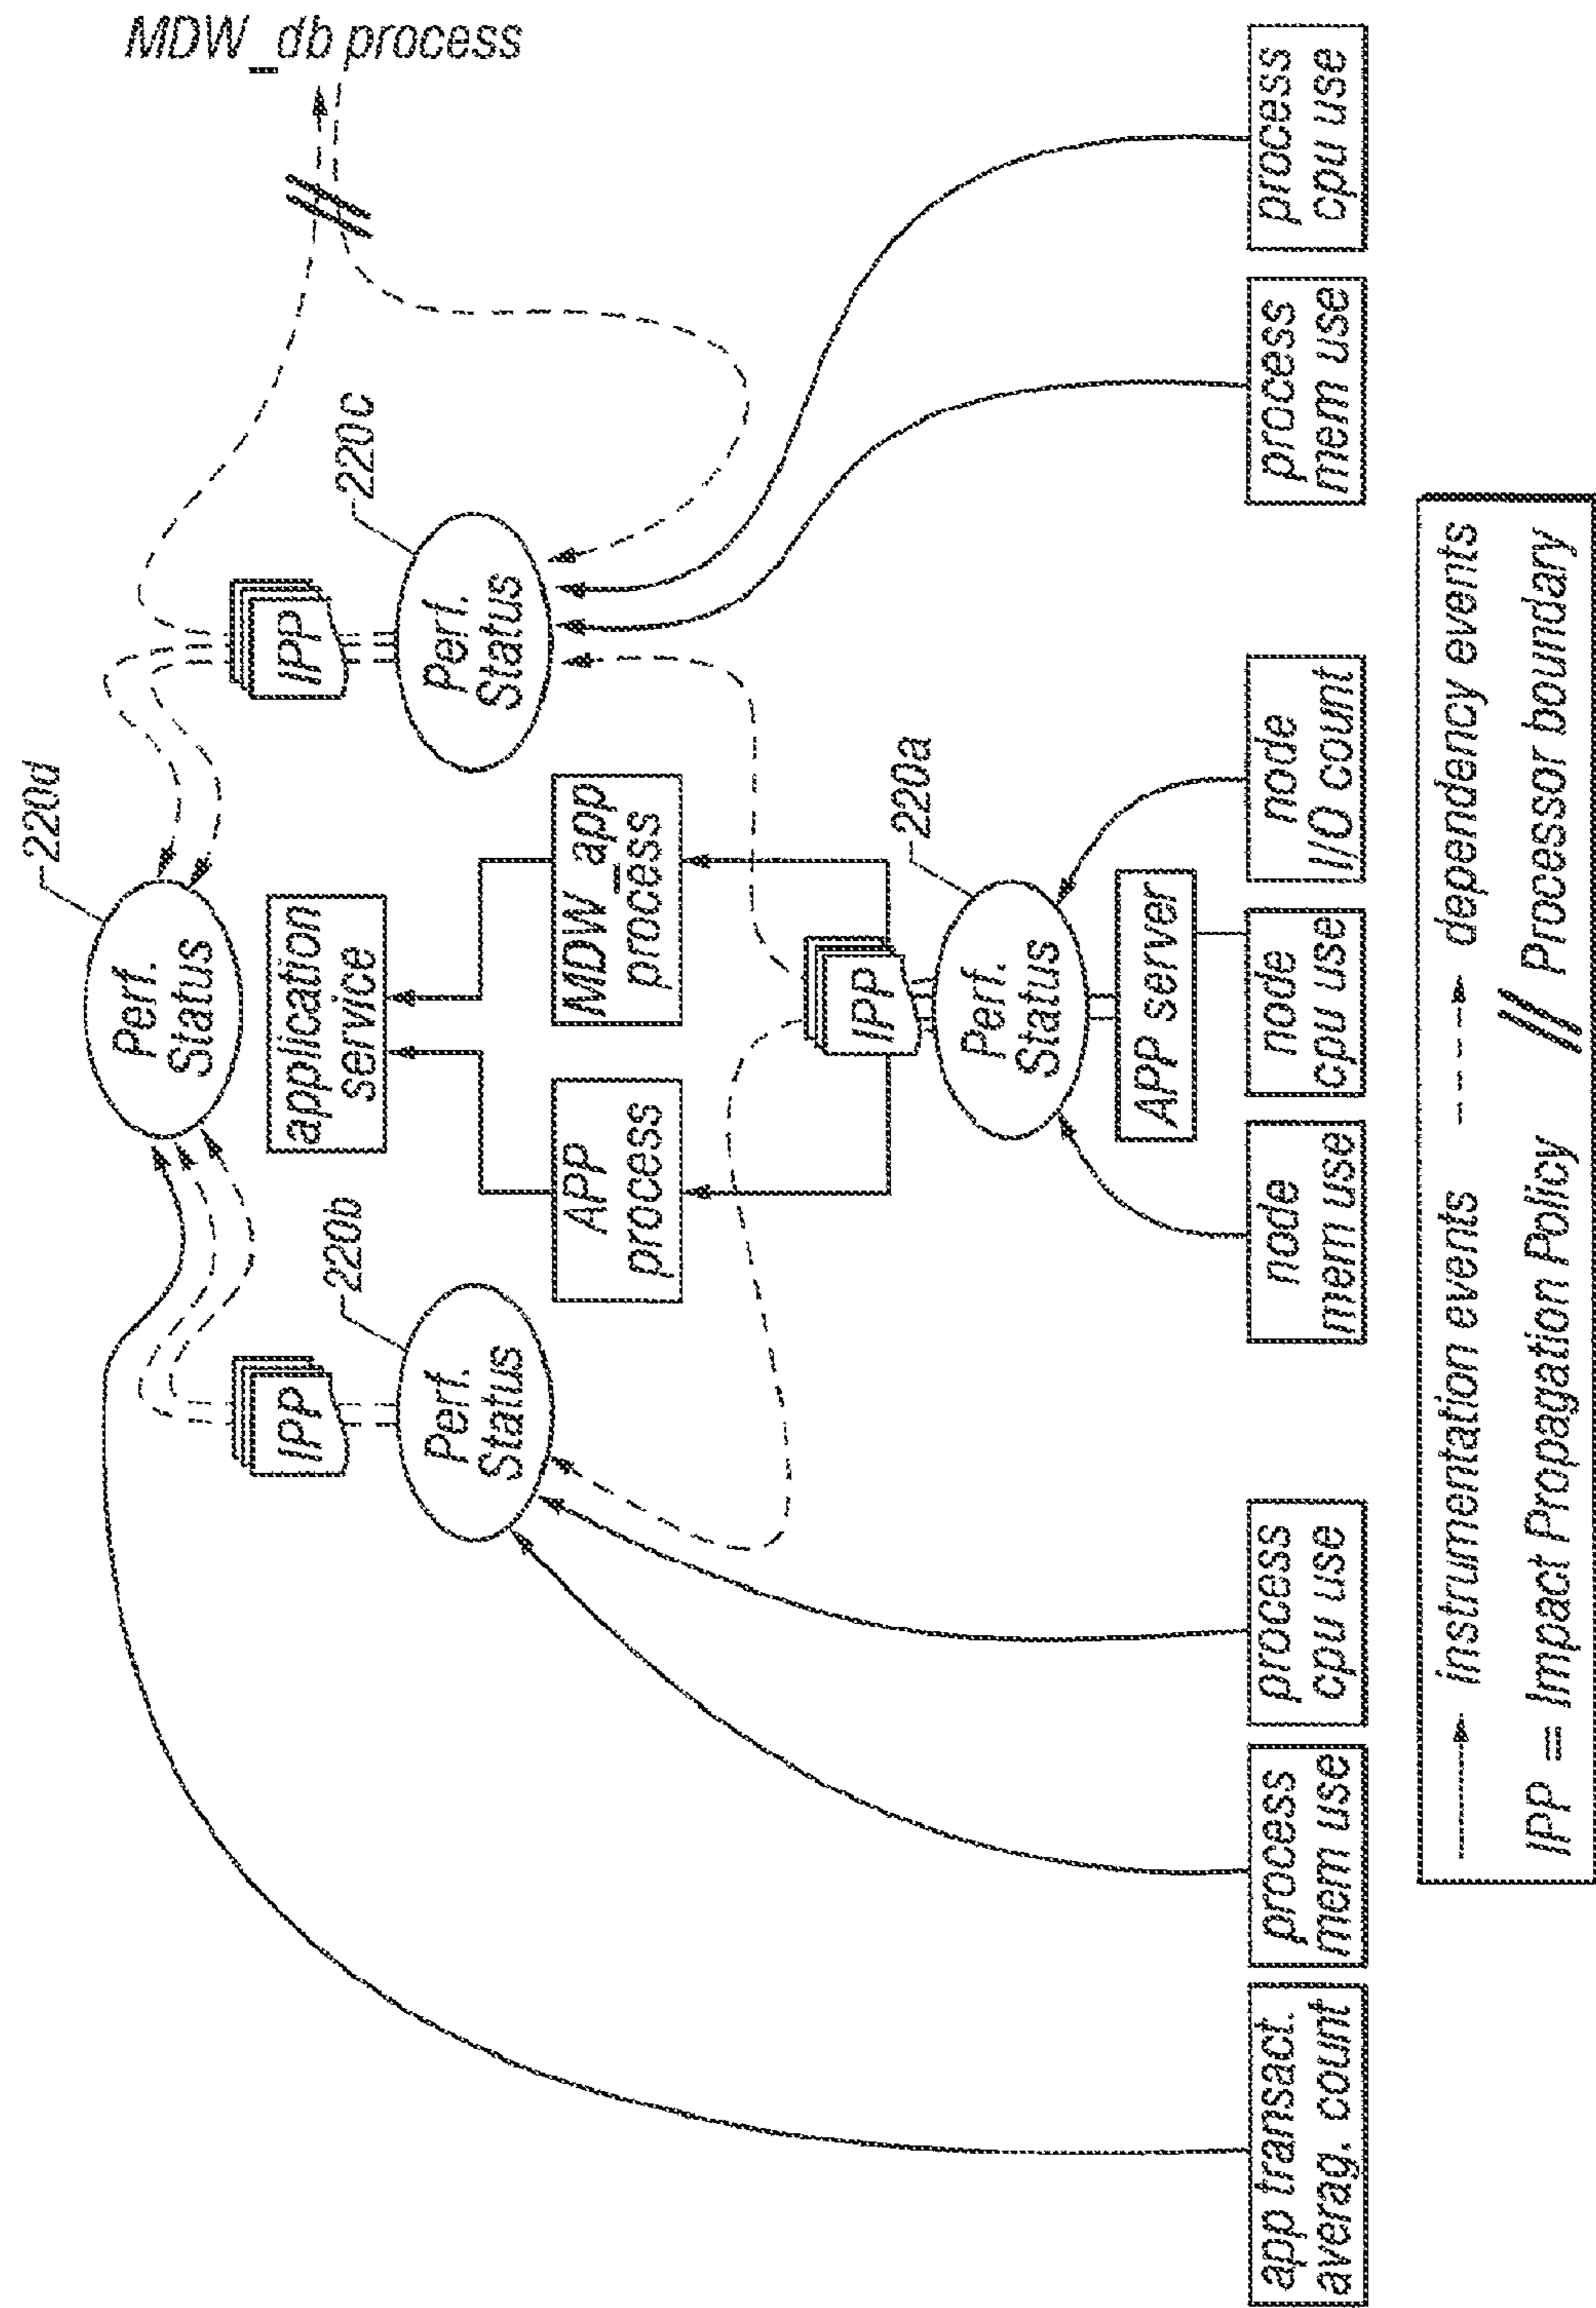 MDW_db process
220d
Perf.
Status
220b
220c
IPP
IPP
application
service
Perf.
Status
Perf.
Status
APP
process
MDW_app
process
220a
IPP
Perf.
Status
APP server
app transact.
averag. count
process
mem use
process
cpu use
node
mem use
node
cpu use
node
I/O count
process
mem use
process
cpu use
instrumentation events
dependency events
IPP = Impact Propagation Policy
// Processor boundary